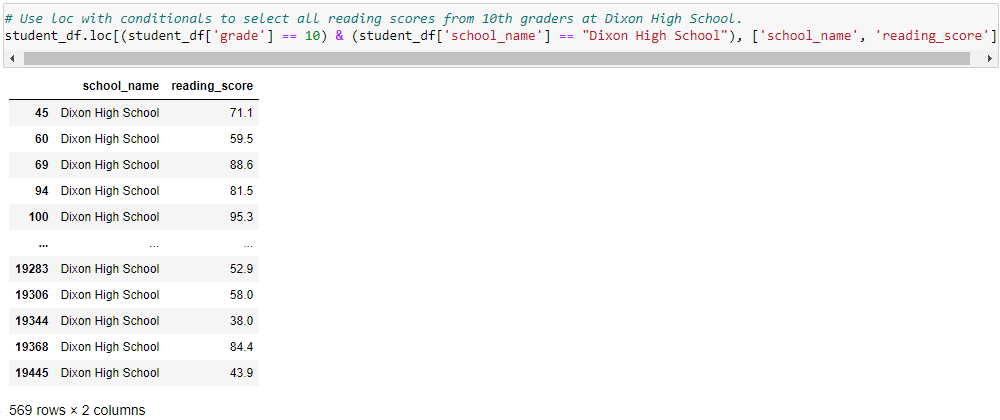 # Use loc with conditionals to select all reading scores from 10th graders at Dixon High School.
student_df.loc[(student_df['grade'] == 10) & (student_df['school_name'] == "Dixon High School"), ['school_name', 'reading_score']
school_name reading_score
45 Dixon High School 71.1
60 Dixon High School 59.5
69 Dixon High School 88.6
94 Dixon High School 81.5
100 Dixon High School 95.3
... ... ...
19283 Dixon High School 52.9
19306 Dixon High School 58.0
19344 Dixon High School 38.0
19368 Dixon High School 84.4
19445 Dixon High School 43.9
569 rows × 2 columns